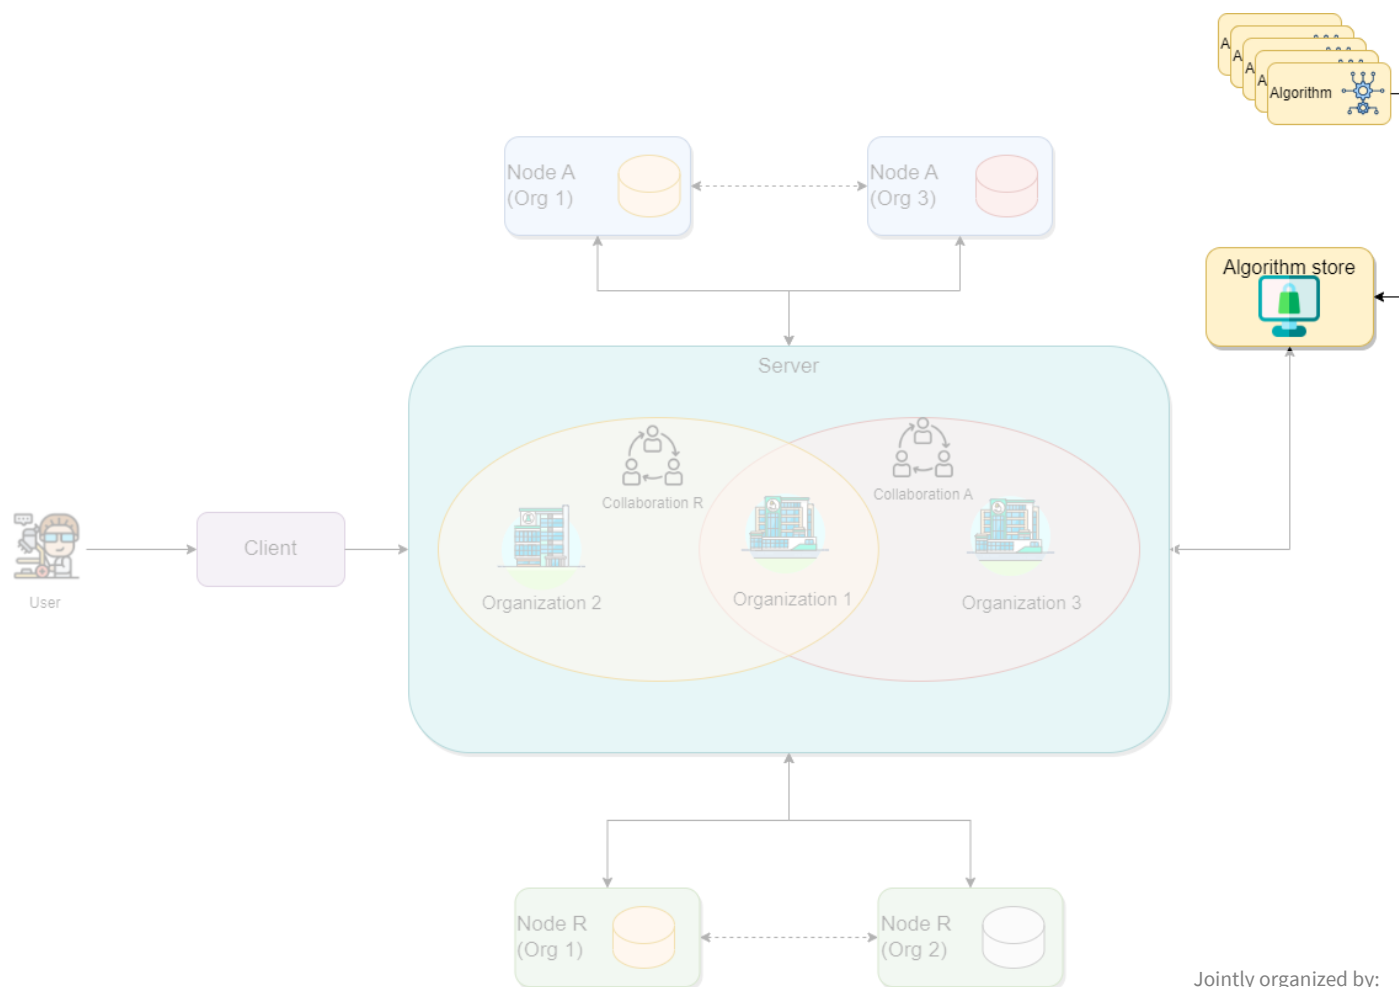 A
A
A
A
Algorithm
Node A
(Org 1)
Node A
(Org 3)
Algorithm store
Server
Collaboration R
Collaboration A
User
Client
Organization 2
Organization 1
Organization 3
Node R
(Org 1)
Node R
(Org 2)
Jointly organized by: